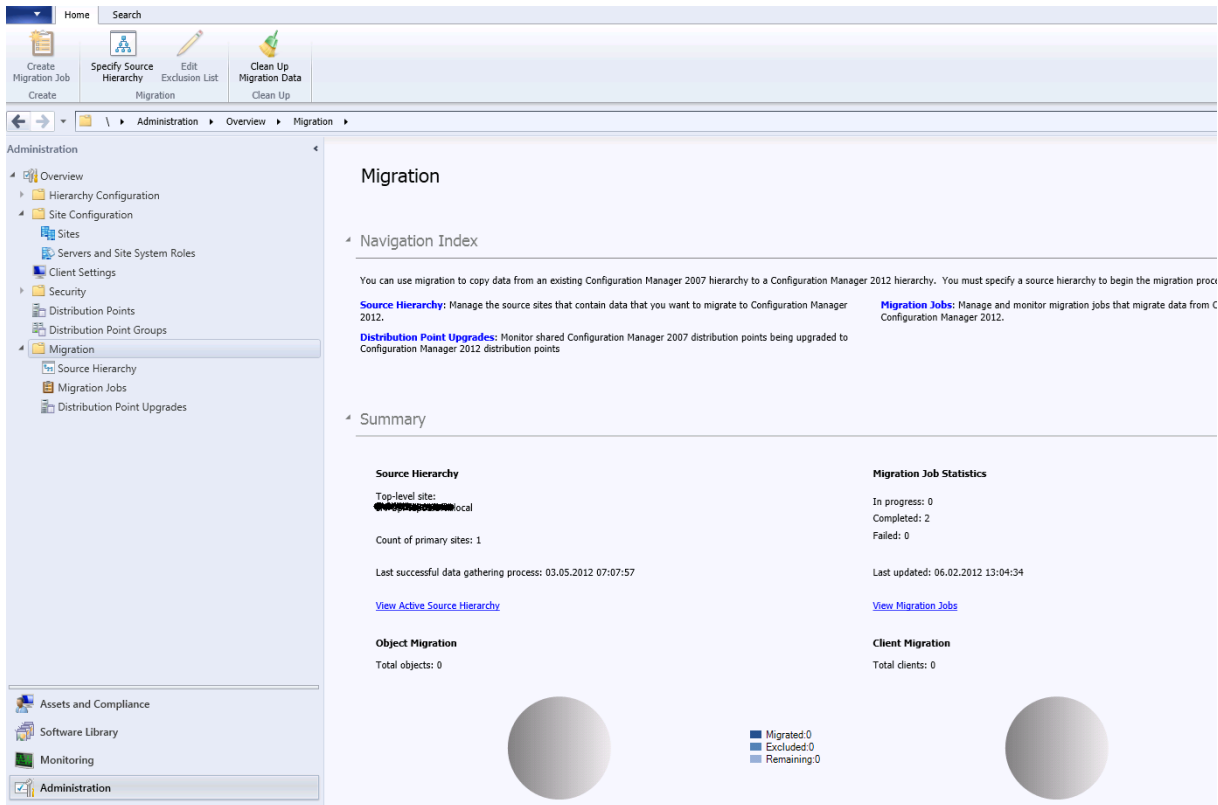 Home Search
Create Migration Job
Specify Source Hierarchy
Edit Exclusion List
Clean Up Migration Data
Create Migration Clean Up
\ Administration Overview Migration
Administration
Overview
Hierarchy Configuration
Site Configuration
Sites
Servers and Site System Roles
Client Settings
Security
Distribution Points
Distribution Point Groups
Migration
Source Hierarchy
Migration Jobs
Distribution Point Upgrades
Assets and Compliance
Software Library
Monitoring
Administration
Migration
Navigation Index
You can use migration to copy data from an existing Configuration Manager 2007 hierarchy to a Configuration Manager 2012 hierarchy. You must specify a source hierarchy to begin the migration proce
Source Hierarchy: Manage the source sites that contain data that you want to migrate to Configuration Manager
2012.
Migration Jobs: Manage and monitor migration jobs that migrate data from C
Configuration Manager 2012.
Distribution Point Upgrades: Monitor shared Configuration Manager 2007 distribution points being upgraded to
Configuration Manager 2012 distribution points
Summary
Source Hierarchy
Top-level site:
local
Count of primary sites: 1
Last successful data gathering process: 03.05.2012 07:07:57
View Active Source Hierarchy
Migration Job Statistics
In progress: 0
Completed: 2
Failed: 0
Last updated: 06.02.2012 13:04:34
View Migration Jobs
Object Migration
Total objects: 0
Migrated:0
Excluded:0
Remaining:0
Client Migration
Total clients: 0